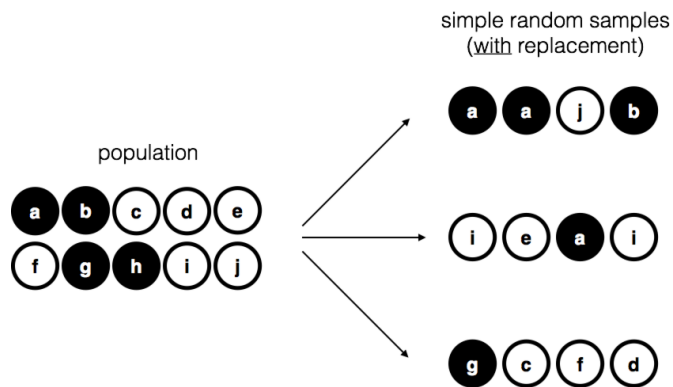 simple random samples
(with replacement)
a a j b
population
a b c d e
f g h i j
i e a i
g c f d